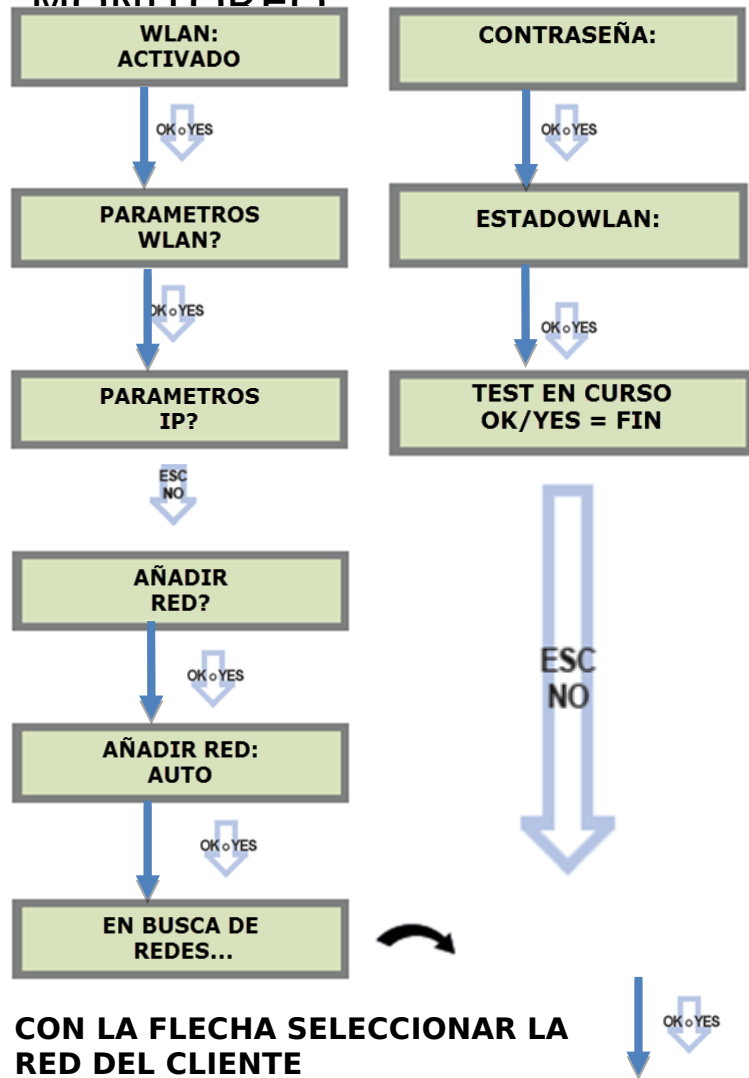 MONITOREO
WLAN:
ACTIVADO
OK o YES
PARAMETROS
WLAN?
OK o YES
PARAMETROS
IP?
ESC
NO
AÑADIR
RED?
OK o YES
AÑADIR RED:
AUTO
OK o YES
EN BUSCA DE
REDES...
CON LA FLECHA SELECCIONAR LA
RED DEL CLIENTE
CONTRASEÑA:
OK o YES
ESTADOWLAN:
OK o YES
TEST EN CURSO
OK/YES = FIN
ESC
NO
OK o YES